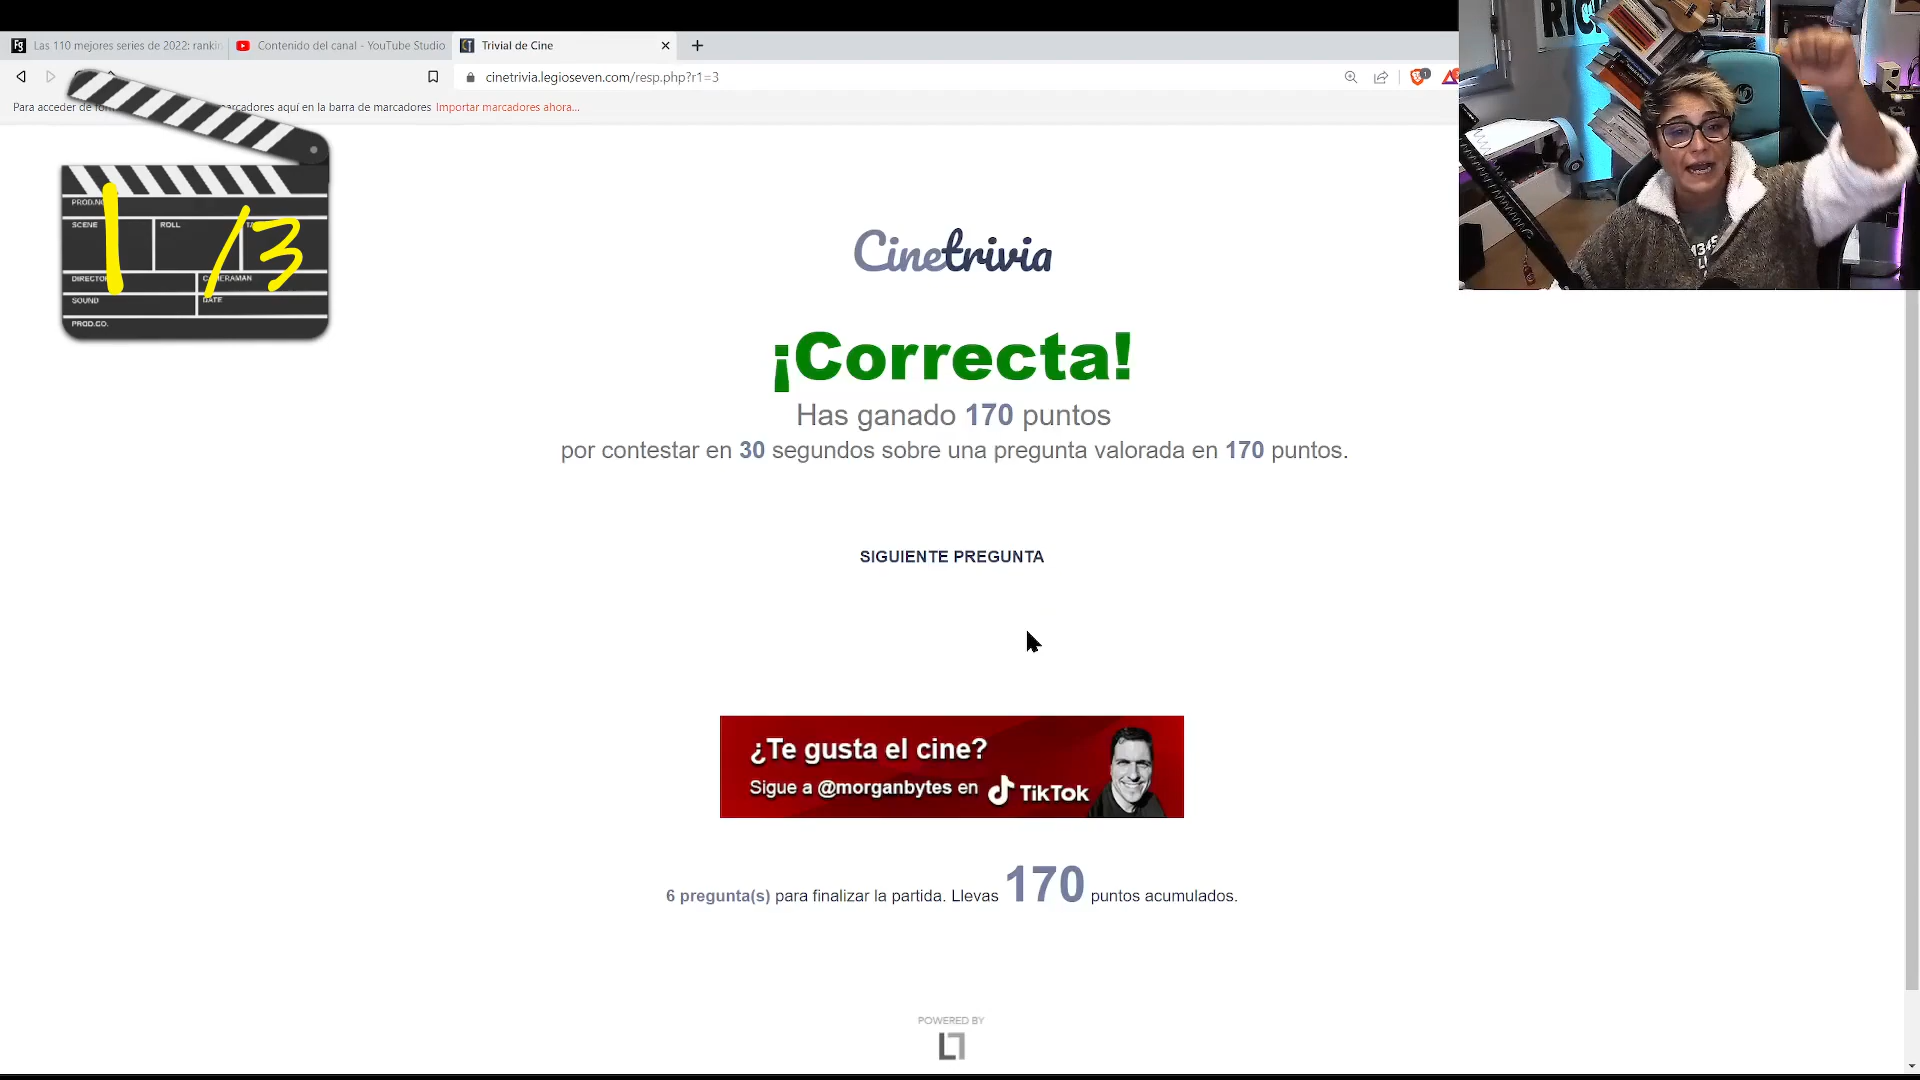 Las 110 mejores series de 2022: rankin
Contenido del canal - YouTube Studio
Trivial de Cine
cinetrivia.legioseven.com/resp.php?r1=3
Para acceder de
marcadores aquí en la barra de marcadores
Importar marcadores ahora...
PROD.NO
SCENE
ROLL
1/3
DIRECTOR
CAMERAMAN
SOUND
DATE
PROD.CO.
Cinetrivia
¡Correcta!
Has ganado 170 puntos
por contestar en 30 segundos sobre una pregunta valorada en 170 puntos.
SIGUIENTE PREGUNTA
¿Te gusta el cine?
Sigue a @morganbytes en TikTok
6 pregunta(s) para finalizar la partida. Llevas 170 puntos acumulados.
POWERED BY